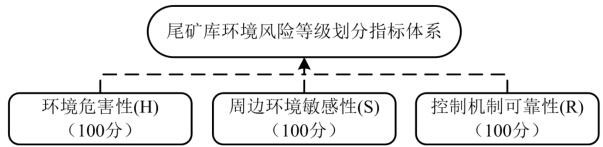 尾矿库环境风险等级划分指标体系
环境危害性(H)
（100分）
周边环境敏感性(S)
（100分）
控制机制可靠性(R)
（100分）